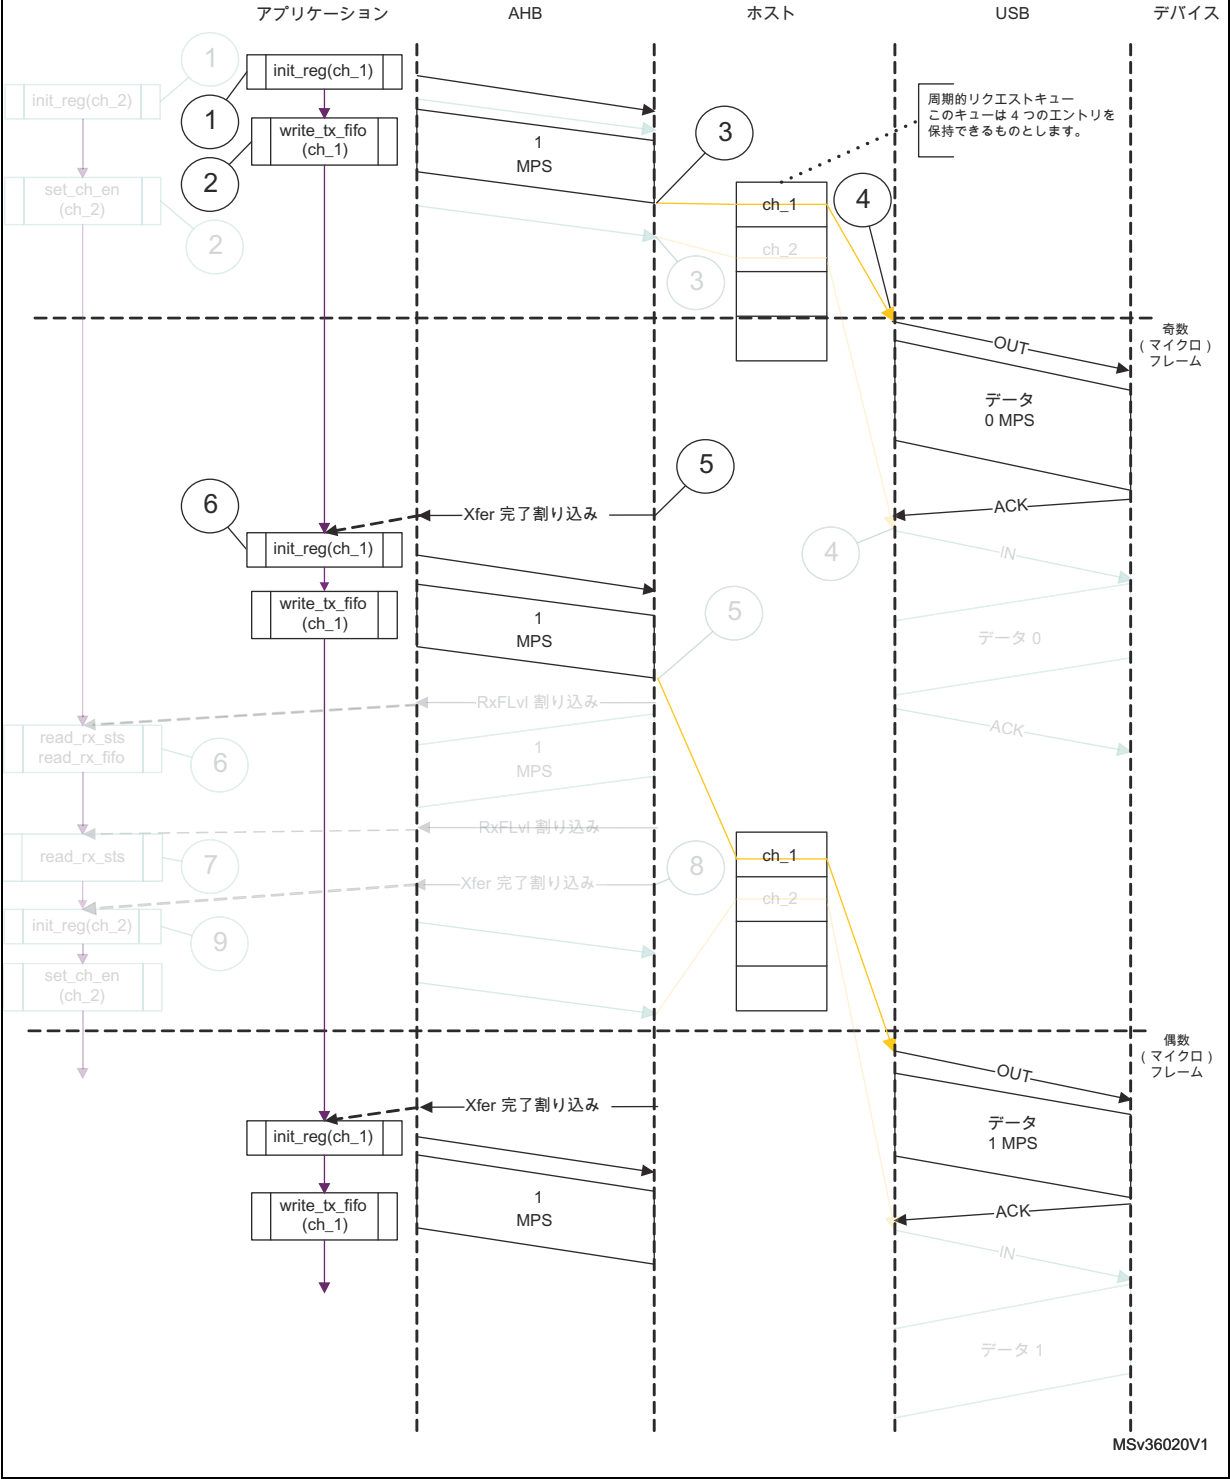 アプリケーション
AHB
ホスト
USB
デバイス
1
init_reg(ch_1)
init_reg(ch_2)
周期的リクエストキュー
このキューは 4 つのエントリを
保持できるものとします。
1
write_tx_fifo
(ch_1)
1
MPS
3
2
set_ch_en
(ch_2)
ch_1
4
2
ch_2
3
奇数
( マイクロ )
フレーム
OUT
データ
0 MPS
5
6
Xfer 完了割り込み
ACK
init_reg(ch_1)
4
IN
write_tx_fifo
(ch_1)
1
MPS
5
データ 0
RxFLvl 割り込み
ACK
read_rx_sts
read_rx_fifo
6
1
MPS
RxFLvl 割り込み
read_rx_sts
7
8
ch_1
Xfer 完了割り込み
ch_2
init_reg(ch_2)
9
set_ch_en
(ch_2)
偶数
( マイクロ )
フレーム
OUT
Xfer 完了割り込み
データ
1 MPS
init_reg(ch_1)
write_tx_fifo
(ch_1)
1
MPS
ACK
IN
データ 1
MSv36020V1